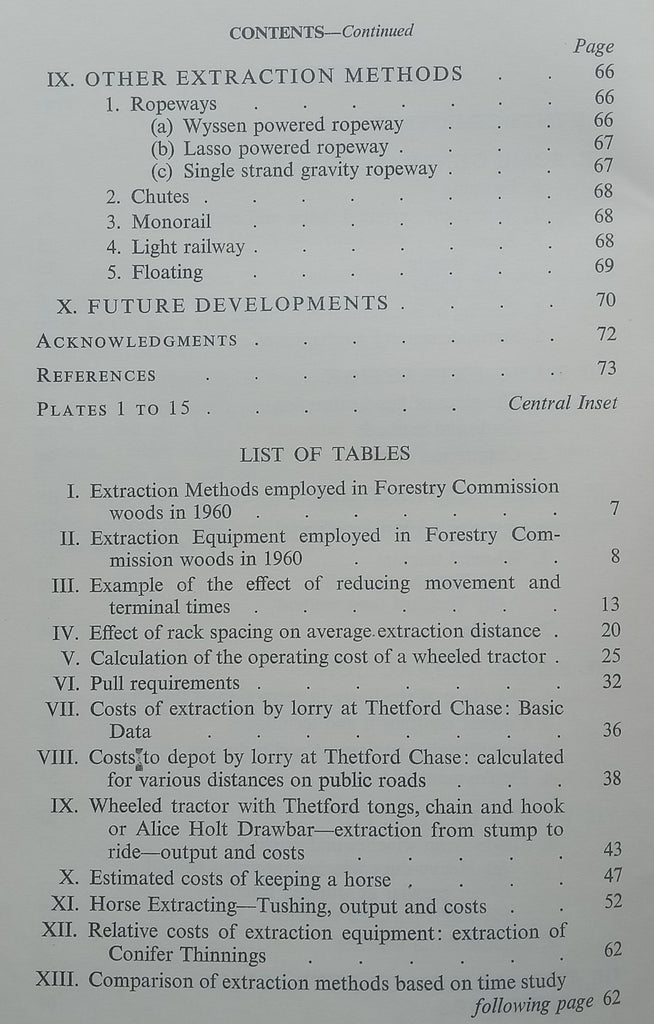 CONTENTS—Continued
Page
IX. OTHER EXTRACTION METHODS . . 66
1. Ropeways . . . . . . . 66
(a) Wyssen powered ropeway . . . 66
(b) Lasso powered ropeway . . . . 67
(c) Single strand gravity ropeway . . . 67
2. Chutes . . . . . . . . 68
3. Monorail . . . . . . . 68
4. Light railway . . . . . . . 68
5. Floating . . . . . . . 69
X. FUTURE DEVELOPMENTS . . . . 70
ACKNOWLEDGMENTS . . . . . . . 72
REFERENCES . . . . . . . . 73
PLATES 1 TO 15 . . . . . . Central Inset
LIST OF TABLES
I. Extraction Methods employed in Forestry Commission
woods in 1960 . . . . . . . 7
II. Extraction Equipment employed in Forestry Com-
mission woods in 1960 . . . . . 8
III. Example of the effect of reducing movement and
terminal times . . . . . . . 13
IV. Effect of rack spacing on average extraction distance . 20
V. Calculation of the operating cost of a wheeled tractor . 25
VI. Pull requirements . . . . . . . 32
VII. Costs of extraction by lorry at Thetford Chase: Basic
Data . . . . . . . . 36
VIII. Costs to depot by lorry at Thetford Chase: calculated
for various distances on public roads . . . 38
IX. Wheeled tractor with Thetford tongs, chain and hook
or Alice Holt Drawbar—extraction from stump to
ride—output and costs . . . . . 43
X. Estimated costs of keeping a horse . . . . 47
XI. Horse Extracting—Tushing, output and costs . . 52
XII. Relative costs of extraction equipment: extraction of
Conifer Thinnings . . . . . . 62
XIII. Comparison of extraction methods based on time study
following page 62